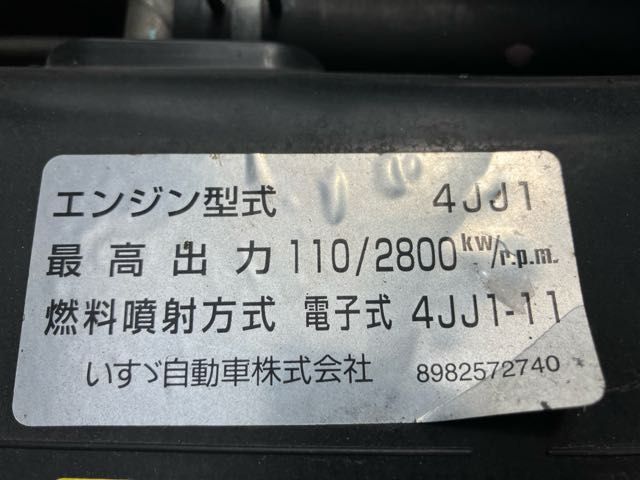 エンジン型式 4JJ1
最高出力 110/2800 kw/r.p.m.
燃料噴射方式 電子式 4JJ1-11
いすゞ自動車株式会社 8982572740